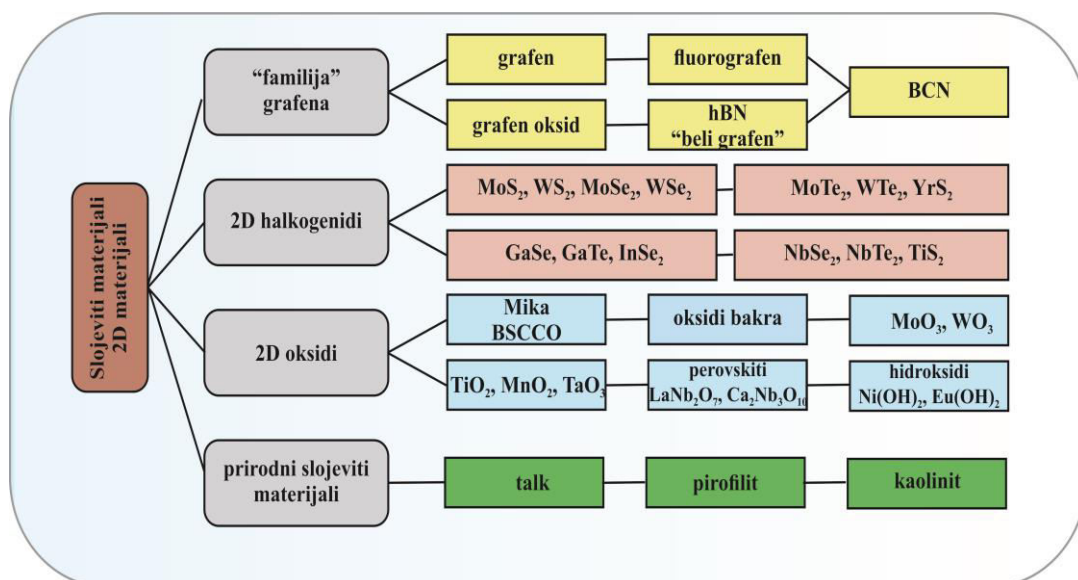 Slojeviti materijali
2D materijali
“familija”
grafena
grafen
fluorografen
BCN
grafen oksid
hBN
“beli grafen”
2D halkogenidi
MoS₂, WS₂, MoSe₂, WSe₂
MoTe₂, WTe₂, YrS₂
GaSe, GaTe, InSe₂
NbSe₂, NbTe₂, TiS₂
2D oksidi
Mika
BSCCO
oksidi bakra
MoO₃, WO₃
TiO₂, MnO₂, TaO₃
perovskiti
LaNb₂O₇, Ca₂Nb₃O₁₀
hidroksidi
Ni(OH)₂, Eu(OH)₂
prirodni slojeviti
materijali
talk
pirofilit
kaolinit